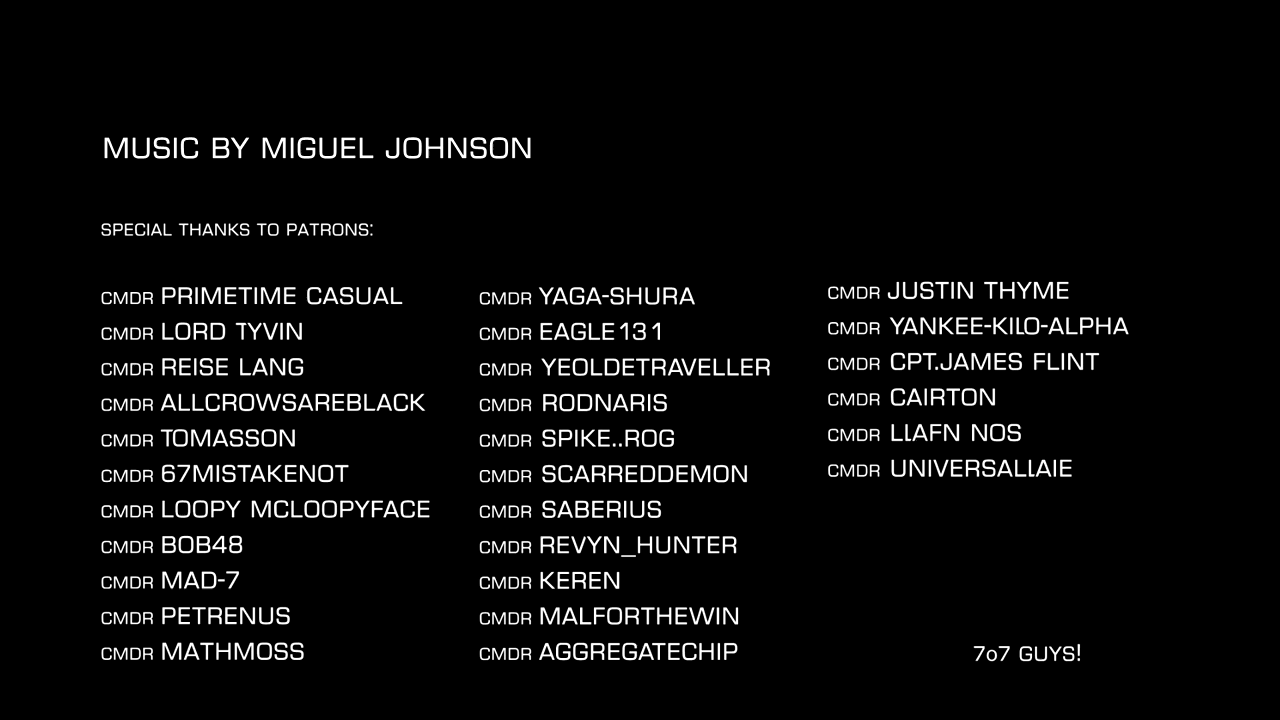 MUSIC BY MIGUEL JOHNSON
SPECIAL THANKS TO PATRONS:
CMDR PRIMETIME CASUAL
CMDR LORD TYVIN
CMDR REISE LANG
CMDR ALLCROWSAREBLACK
CMDR TOMASSON
CMDR 67MISTAKENOT
CMDR LOOPY MCLOOPYFACE
CMDR BOB48
CMDR MAD-7
CMDR PETRENUS
CMDR MATHMOSS
CMDR YAGA-SHURA
CMDR EAGLE131
CMDR YEOLDETRAVELLER
CMDR RODNARIS
CMDR SPIKE..ROG
CMDR SCARREDDEMON
CMDR SABERIUS
CMDR REVYN_HUNTER
CMDR KEREN
CMDR MALFORTHEWIN
CMDR AGGREGATECHIP
CMDR JUSTIN THYME
CMDR YANKEE-KILO-ALPHA
CMDR CPT.JAMES FLINT
CMDR CAIRTON
CMDR LLAFN NOS
CMDR UNIVERSALLAIE
7o7 GUYS!